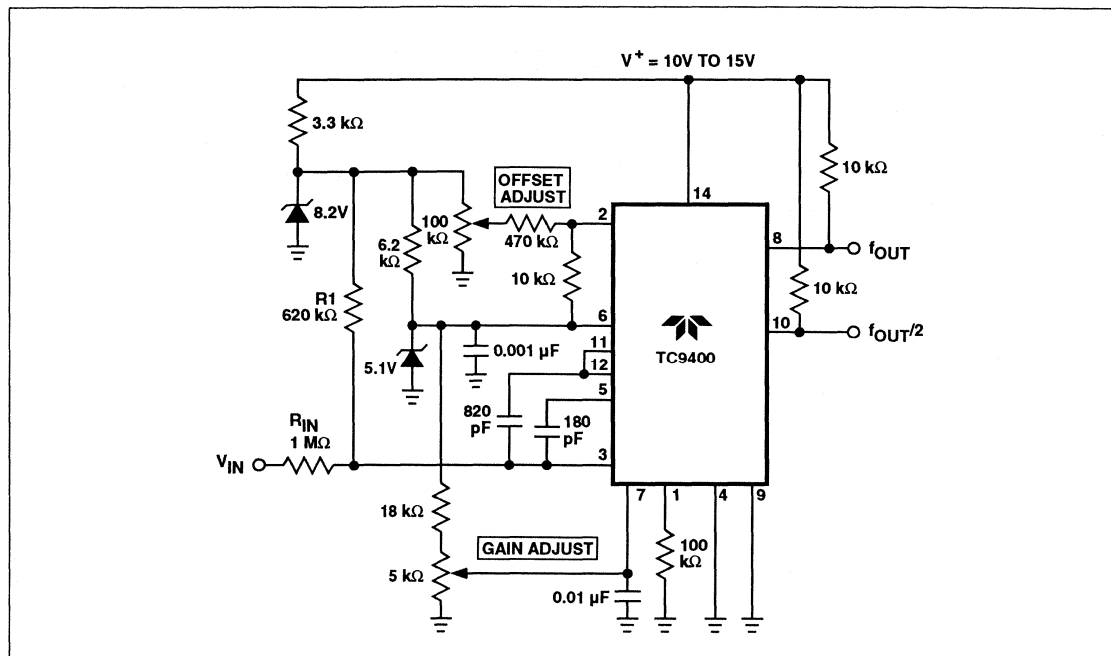 V+ = 10V TO 15V
3.3 kΩ
10 kΩ
OFFSET
ADJUST
14
8.2V
100
kΩ
2
470 kΩ
6.2
kΩ
8
fOUT
10 kΩ
10 kΩ
R1
620 kΩ
6
10
fOUT/2
11
0.001 µF
12
TC9400
5.1V
5
820
pF
180
pF
RIN
1 MΩ
VIN
3
7
1
4
9
18 kΩ
GAIN ADJUST
100
kΩ
5 kΩ
0.01 µF